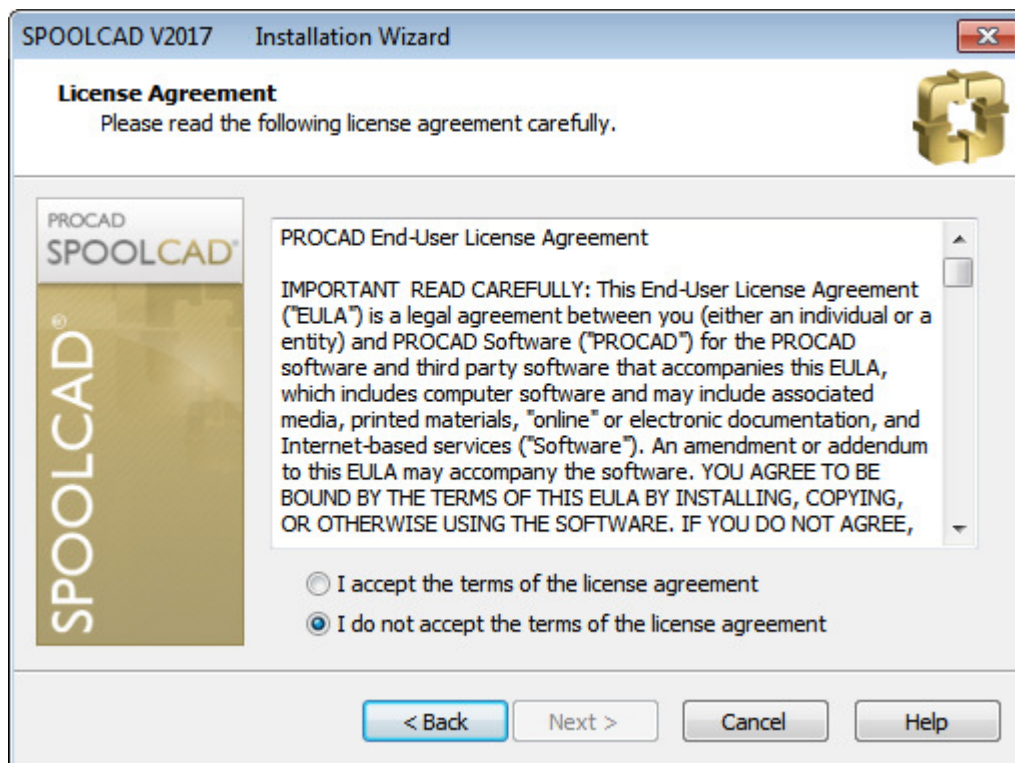 SPOOLCAD V2017 Installation Wizard
License Agreement
Please read the following license agreement carefully.
PROCAD
SPOOLCAD®
SPOOLCAD®
PROCAD End-User License Agreement
IMPORTANT READ CAREFULLY: This End-User License Agreement
("EULA") is a legal agreement between you (either an individual or a
entity) and PROCAD Software ("PROCAD") for the PROCAD
software and third party software that accompanies this EULA,
which includes computer software and may include associated
media, printed materials, "online" or electronic documentation, and
Internet-based services ("Software"). An amendment or addendum
to this EULA may accompany the software. YOU AGREE TO BE
BOUND BY THE TERMS OF THIS EULA BY INSTALLING, COPYING,
OR OTHERWISE USING THE SOFTWARE. IF YOU DO NOT AGREE,
I accept the terms of the license agreement
I do not accept the terms of the license agreement
< Back Next > Cancel Help